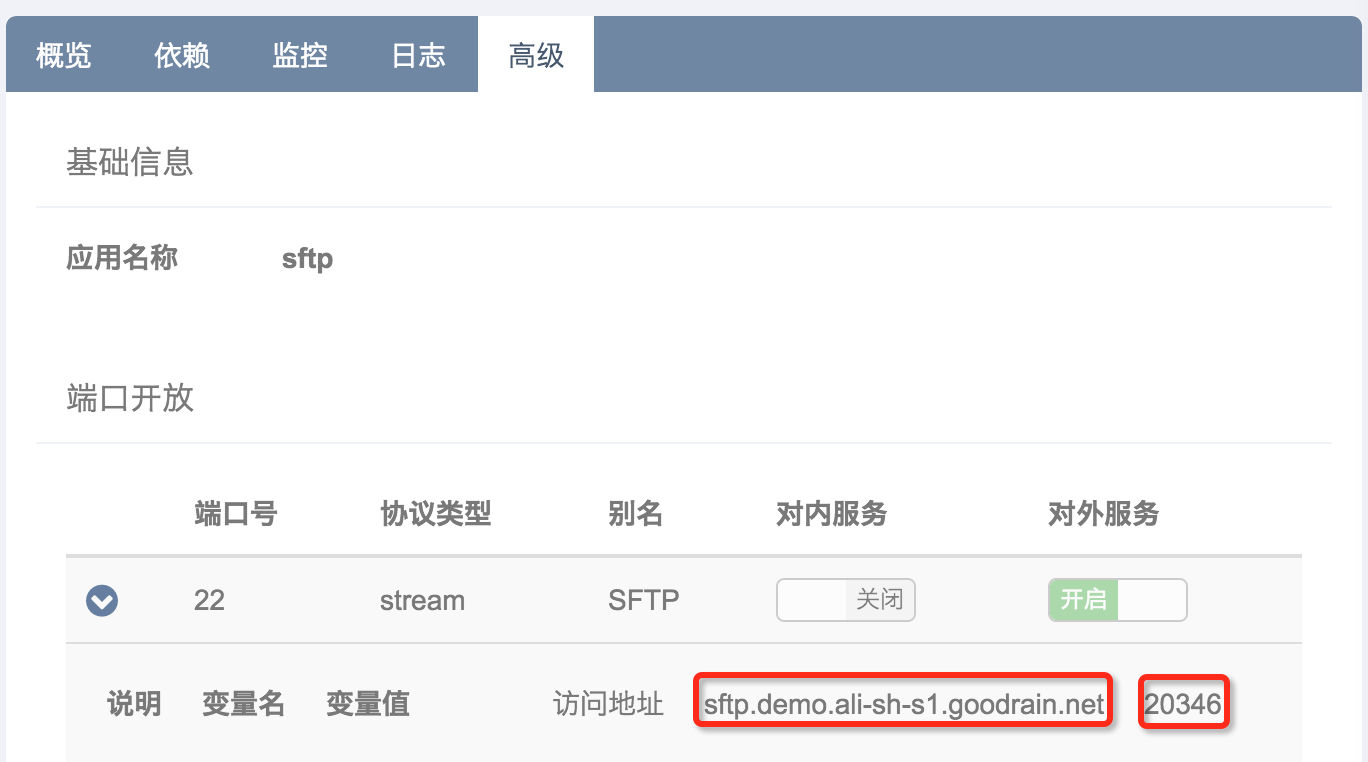 概览 依赖 监控 日志 高级
基础信息
应用名称 sftp
端口开放
端口号 协议类型 别名 对内服务 对外服务
22 stream SFTP 关闭 开启
说明 变量名 变量值 访问地址 sftp.demo.ali-sh-s1.goodrain.net 20346